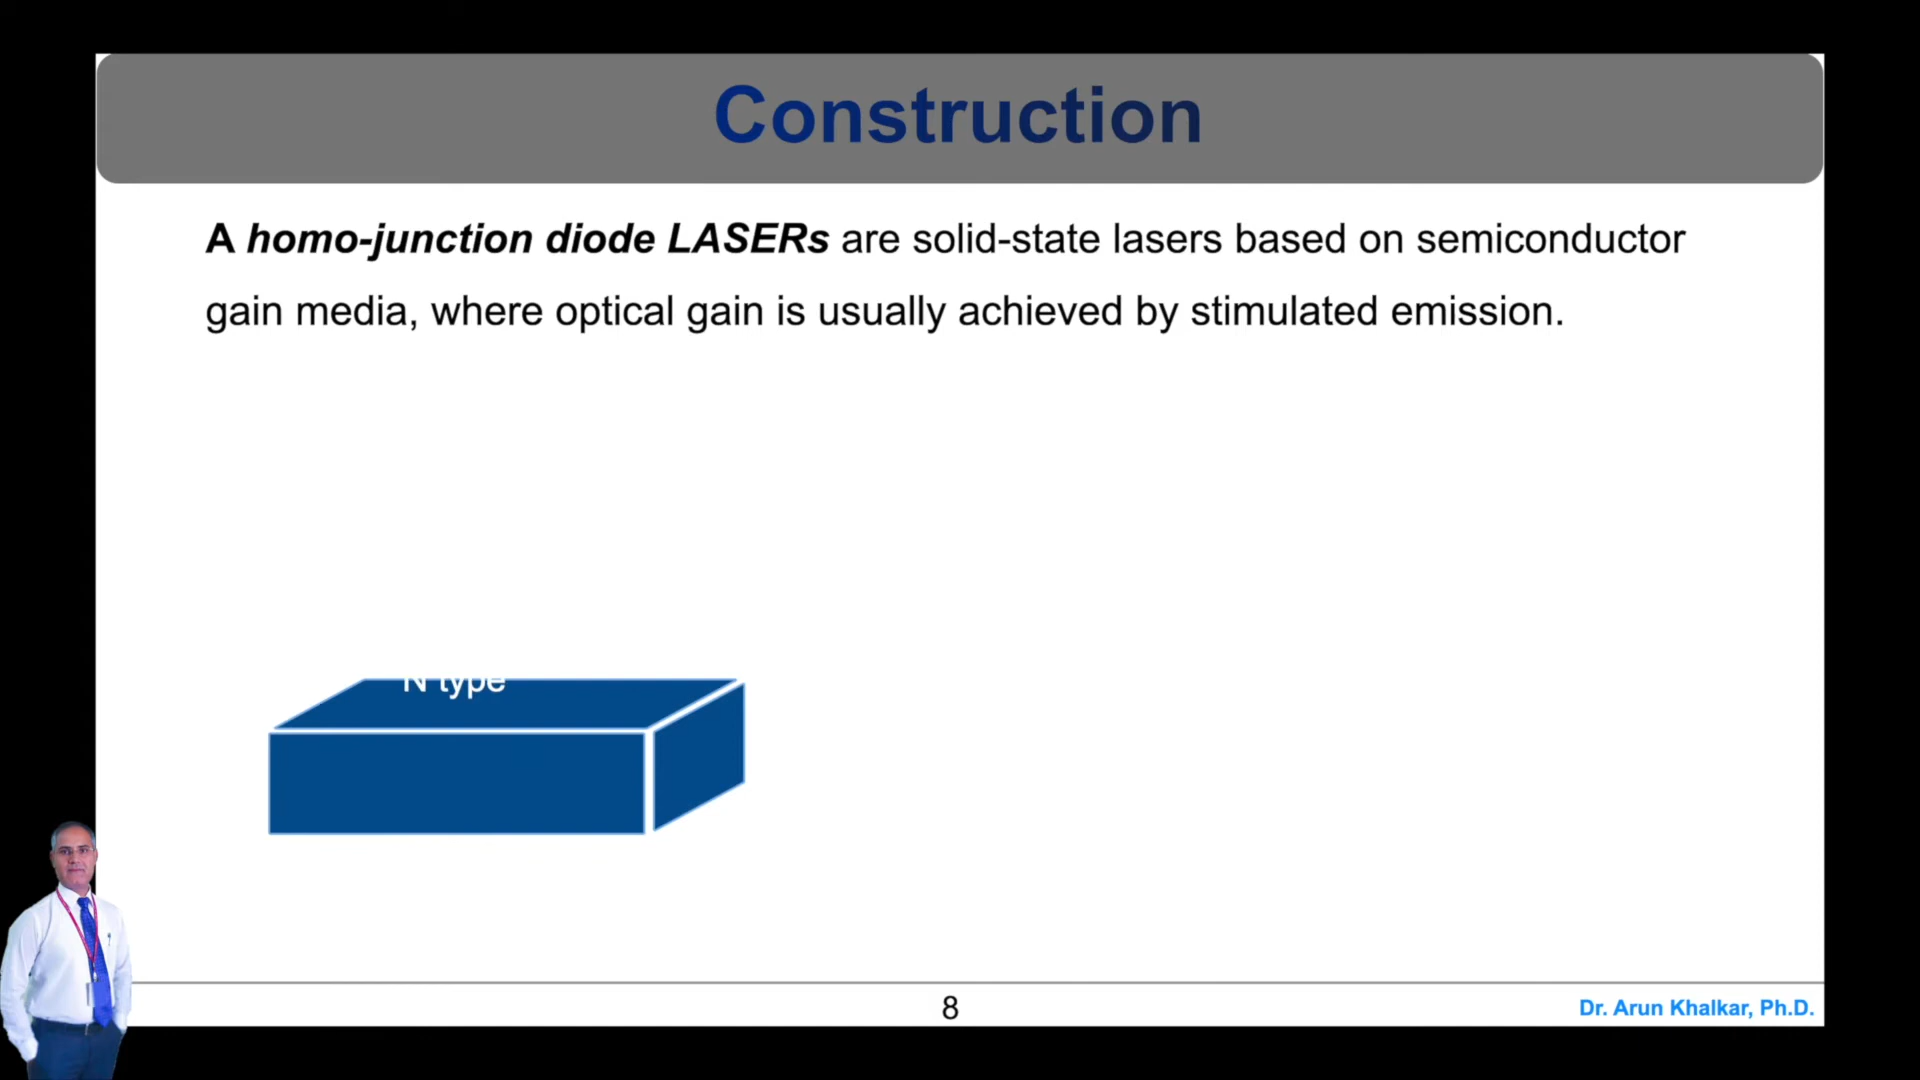 Construction
A homo-junction diode LASERs are solid-state lasers based on semiconductor
gain media, where optical gain is usually achieved by stimulated emission.
N type
8
Dr. Arun Khalkar, Ph.D.